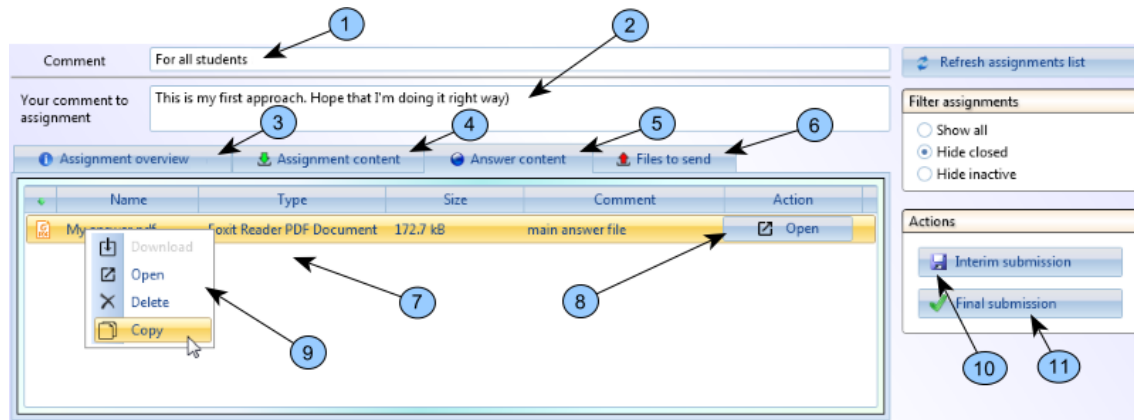 1
2
Comment
For all students
Refresh assignments list
Your comment to
assignment
This is my first approach. Hope that I'm doing it right way)
Filter assignments
3
4
5
6
Show all
Hide closed
Hide inactive
Assignment overview
Assignment content
Answer content
Files to send
Name
Type
Size
Comment
Action
My answer.pdf
Foxit Reader PDF Document
172.7 kB
main answer file
Open
Actions
Download
Open
Delete
Copy
7
8
9
Interim submission
Final submission
10
11